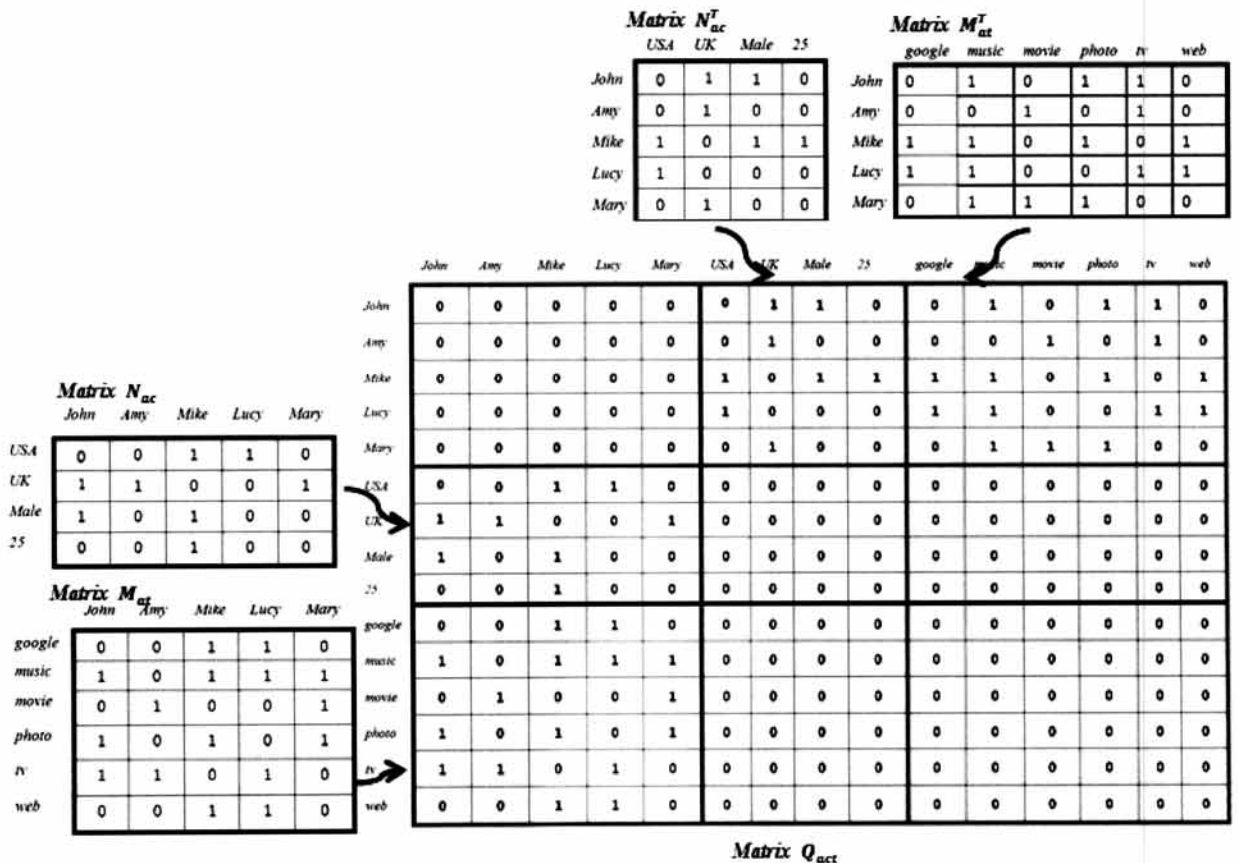 Matrix N_ac^T
USA UK Male 25
John 0 1 1 0
Amy 0 1 0 0
Mike 1 0 1 1
Lucy 1 0 0 0
Mary 0 1 0 0
Matrix M_at^T
google music movie photo tv web
John 0 1 0 1 1 0
Amy 0 0 1 0 1 0
Mike 1 1 0 1 0 1
Lucy 1 1 0 0 1 1
Mary 0 1 1 1 0 0
Matrix N_ac
John Amy Mike Lucy Mary
USA 0 0 1 1 0
UK 1 1 0 0 1
Male 1 0 1 0 0
25 0 0 1 0 0
Matrix M_at
John Amy Mike Lucy Mary
google 0 0 1 1 0
music 1 0 1 1 1
movie 0 1 0 0 1
photo 1 0 1 0 1
tv 1 1 0 1 0
web 0 0 1 1 0
John Amy Mike Lucy Mary USA UK Male 25 google music movie photo tv web
John 0 0 0 0 0 0 1 1 0 0 1 0 1 1 0
Amy 0 0 0 0 0 0 1 0 0 0 0 1 0 1 0
Mike 0 0 0 0 0 1 0 1 1 1 1 0 1 0 1
Lucy 0 0 0 0 0 1 0 0 0 1 1 0 0 1 1
Mary 0 0 0 0 0 0 1 0 0 0 1 1 1 0 0
USA 0 0 1 1 0 0 0 0 0 0 0 0 0 0 0
UK 1 1 0 0 1 0 0 0 0 0 0 0 0 0 0
Male 1 0 1 0 0 0 0 0 0 0 0 0 0 0 0
25 0 0 1 0 0 0 0 0 0 0 0 0 0 0 0
google 0 0 1 1 0 0 0 0 0 0 0 0 0 0 0
music 1 0 1 1 1 0 0 0 0 0 0 0 0 0 0
movie 0 1 0 0 1 0 0 0 0 0 0 0 0 0 0
photo 1 0 1 0 1 0 0 0 0 0 0 0 0 0 0
tv 1 1 0 1 0 0 0 0 0 0 0 0 0 0 0
web 0 0 1 1 0 0 0 0 0 0 0 0 0 0 0
Matrix Q_act